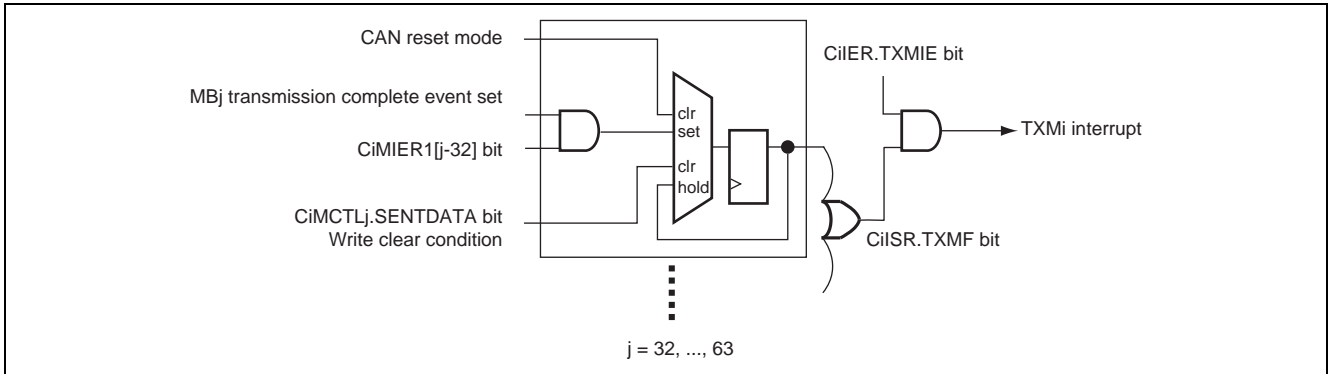 CAN reset mode
CiIER.TXMIE bit
MBj transmission complete event set
clr
set
TXMi interrupt
CiMIER1[j-32] bit
clr
hold
CiMCTLj.SENTDATA bit
Write clear condition
CiISR.TXMF bit
j = 32, ..., 63